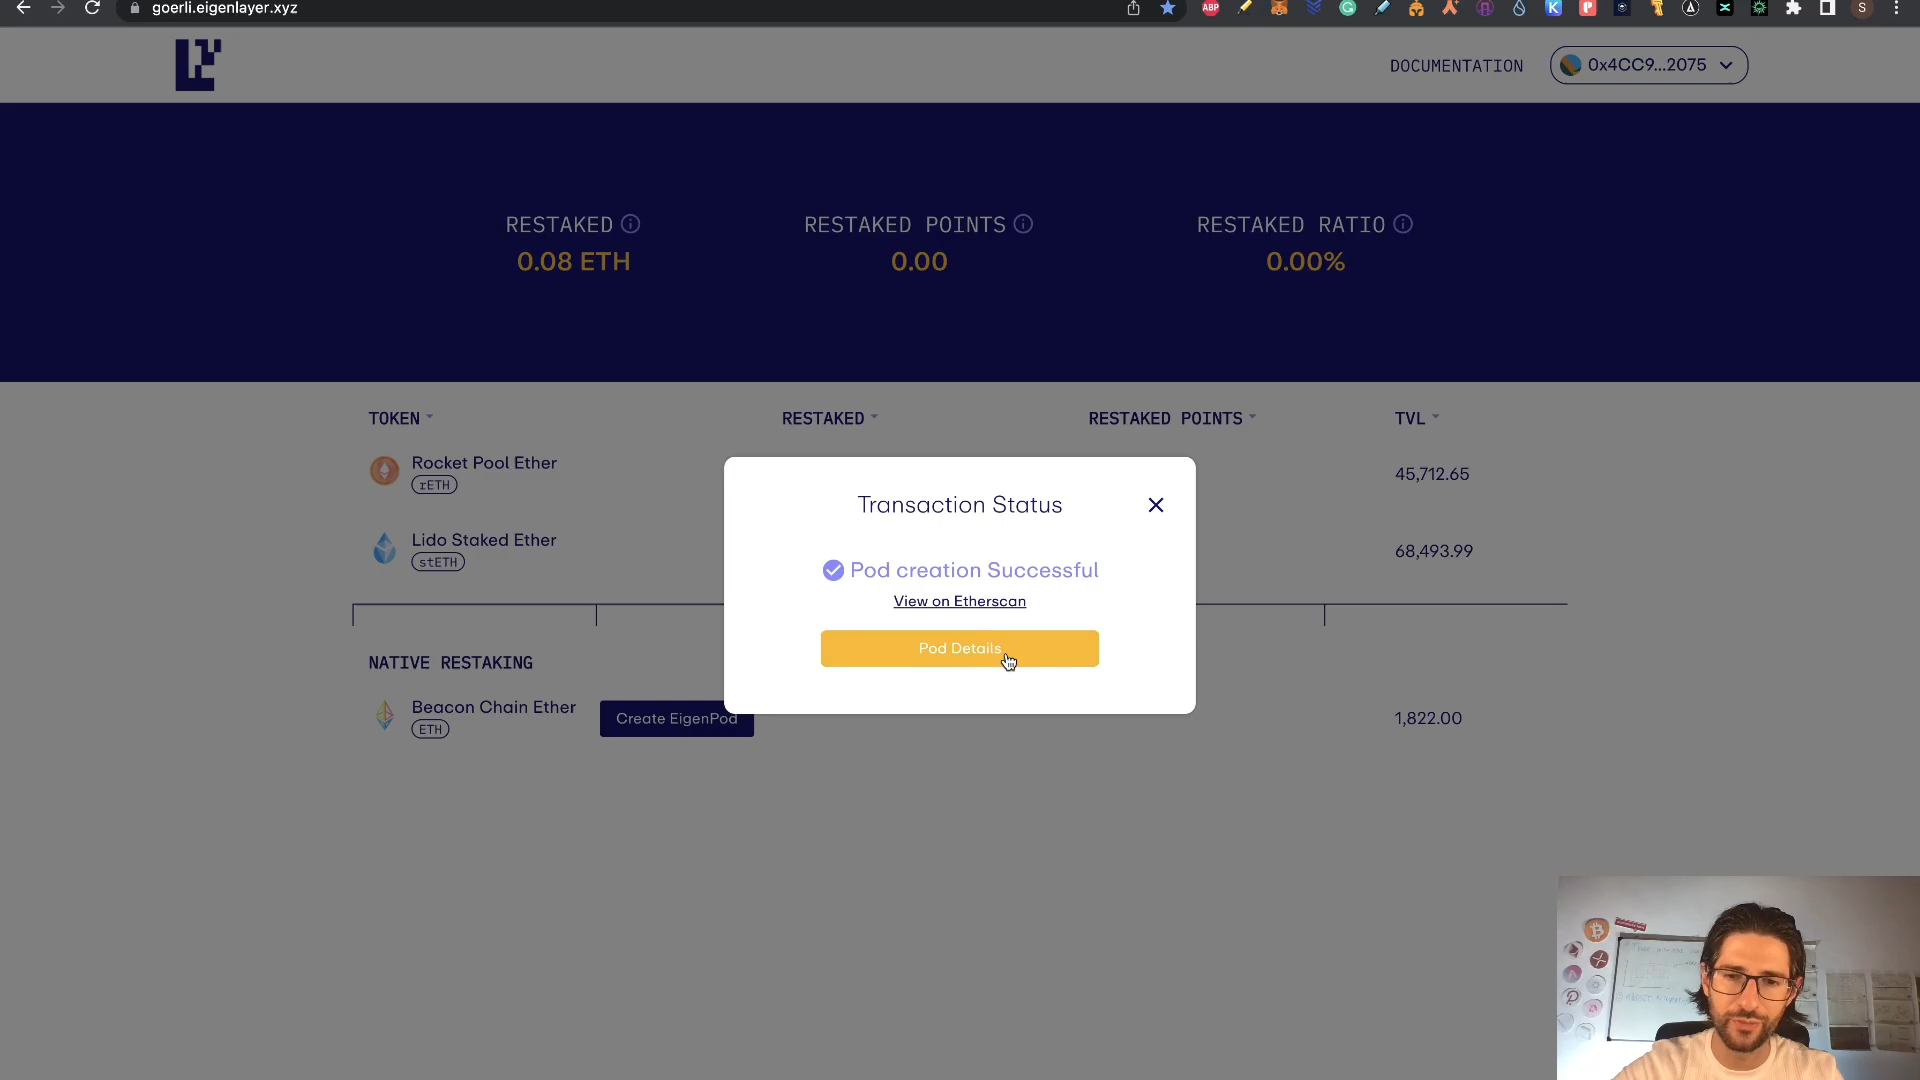 goerli.eigenlayer.xyz
ABP
K
S
DOCUMENTATION
0x4CC9...2075
RESTAKED
0.08 ETH
RESTAKED POINTS
0.00
RESTAKED RATIO
0.00%
TOKEN
RESTAKED
RESTAKED POINTS
TVL
Rocket Pool Ether
rETH
45,712.65
Lido Staked Ether
stETH
68,493.99
Transaction Status
Pod creation Successful
View on Etherscan
Pod Details
NATIVE RESTAKING
Beacon Chain Ether
ETH
Create EigenPod
1,822.00